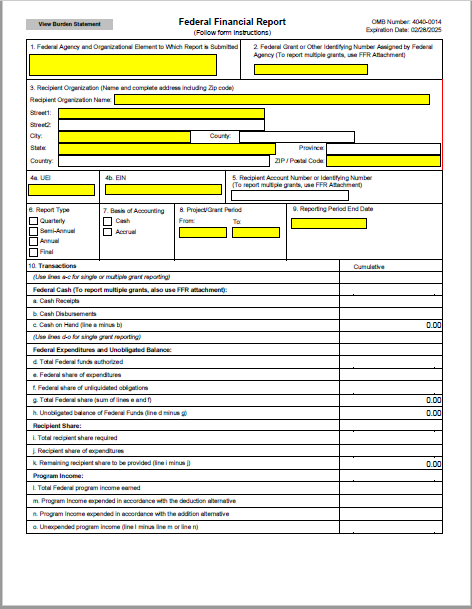 View Burden Statement
Federal Financial Report
(Follow form Instructions)
OMB Number: 4040-0014
Expiration Date: 02/28/2025
1. Federal Agency and Organizational Element to Which Report is Submitted
2. Federal Grant or Other Identifying Number Assigned by Federal
Agency (To report multiple grants, use FFR Attachment)
3. Recipient Organization (Name and complete address including Zip code)
Recipient Organization Name:
Street1:
Street2:
City:
County:
State:
Province:
Country:
ZIP / Postal Code:
4a. UEI
4b. EIN
5. Recipient Account Number or Identifying Number
(To report multiple grants, use FFR Attachment)
6. Report Type
Quarterly
Semi-Annual
Annual
Final
7. Basis of Accounting
Cash
Accrual
8. Project/Grant Period
From:
To:
9. Reporting Period End Date
10. Transactions
Cumulative
(Use lines a-c for single or multiple grant reporting)
Federal Cash (To report multiple grants, also use FFR attachment):
a. Cash Receipts
b. Cash Disbursements
c. Cash on Hand (line a minus b)
0.00
(Use lines d-o for single grant reporting)
Federal Expenditures and Unobligated Balance:
d. Total Federal funds authorized
e. Federal share of expenditures
f. Federal share of unliquidated obligations
g. Total Federal share (sum of lines e and f)
0.00
h. Unobligated balance of Federal Funds (line d minus g)
0.00
Recipient Share:
i. Total recipient share required
j. Recipient share of expenditures
k. Remaining recipient share to be provided (line i minus j)
0.00
Program Income:
l. Total Federal program income earned
m. Program Income expended in accordance with the deduction alternative
n. Program Income expended in accordance with the addition alternative
o. Unexpended program income (line l minus line m or line n)